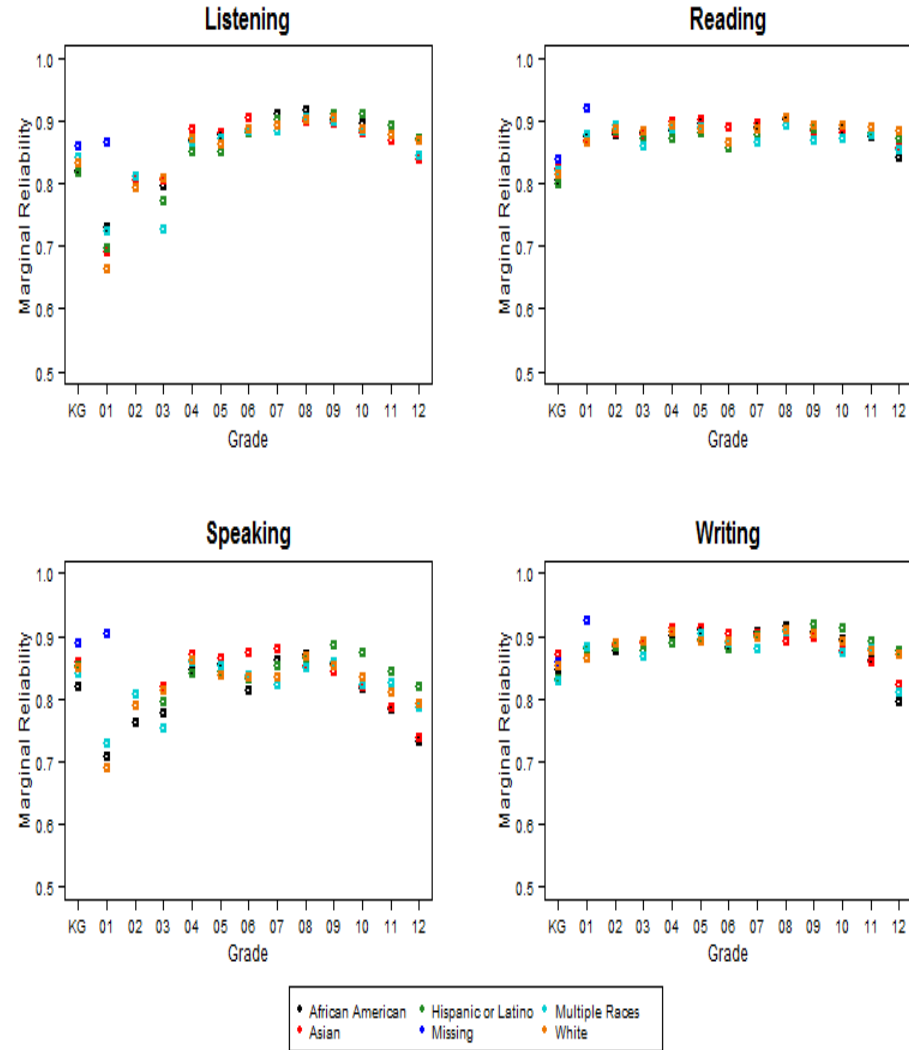 Listening
Marginal Reliability
1.0
0.9
0.8
0.7
0.6
0.5
KG 01 02 03 04 05 06 07 08 09 10 11 12
Grade
Reading
Marginal Reliability
1.0
0.9
0.8
0.7
0.6
0.5
KG 01 02 03 04 05 06 07 08 09 10 11 12
Grade
Speaking
Marginal Reliability
1.0
0.9
0.8
0.7
0.6
0.5
KG 01 02 03 04 05 06 07 08 09 10 11 12
Grade
Writing
Marginal Reliability
1.0
0.9
0.8
0.7
0.6
0.5
KG 01 02 03 04 05 06 07 08 09 10 11 12
Grade
African American Hispanic or Latino Multiple Races
Asian Missing White